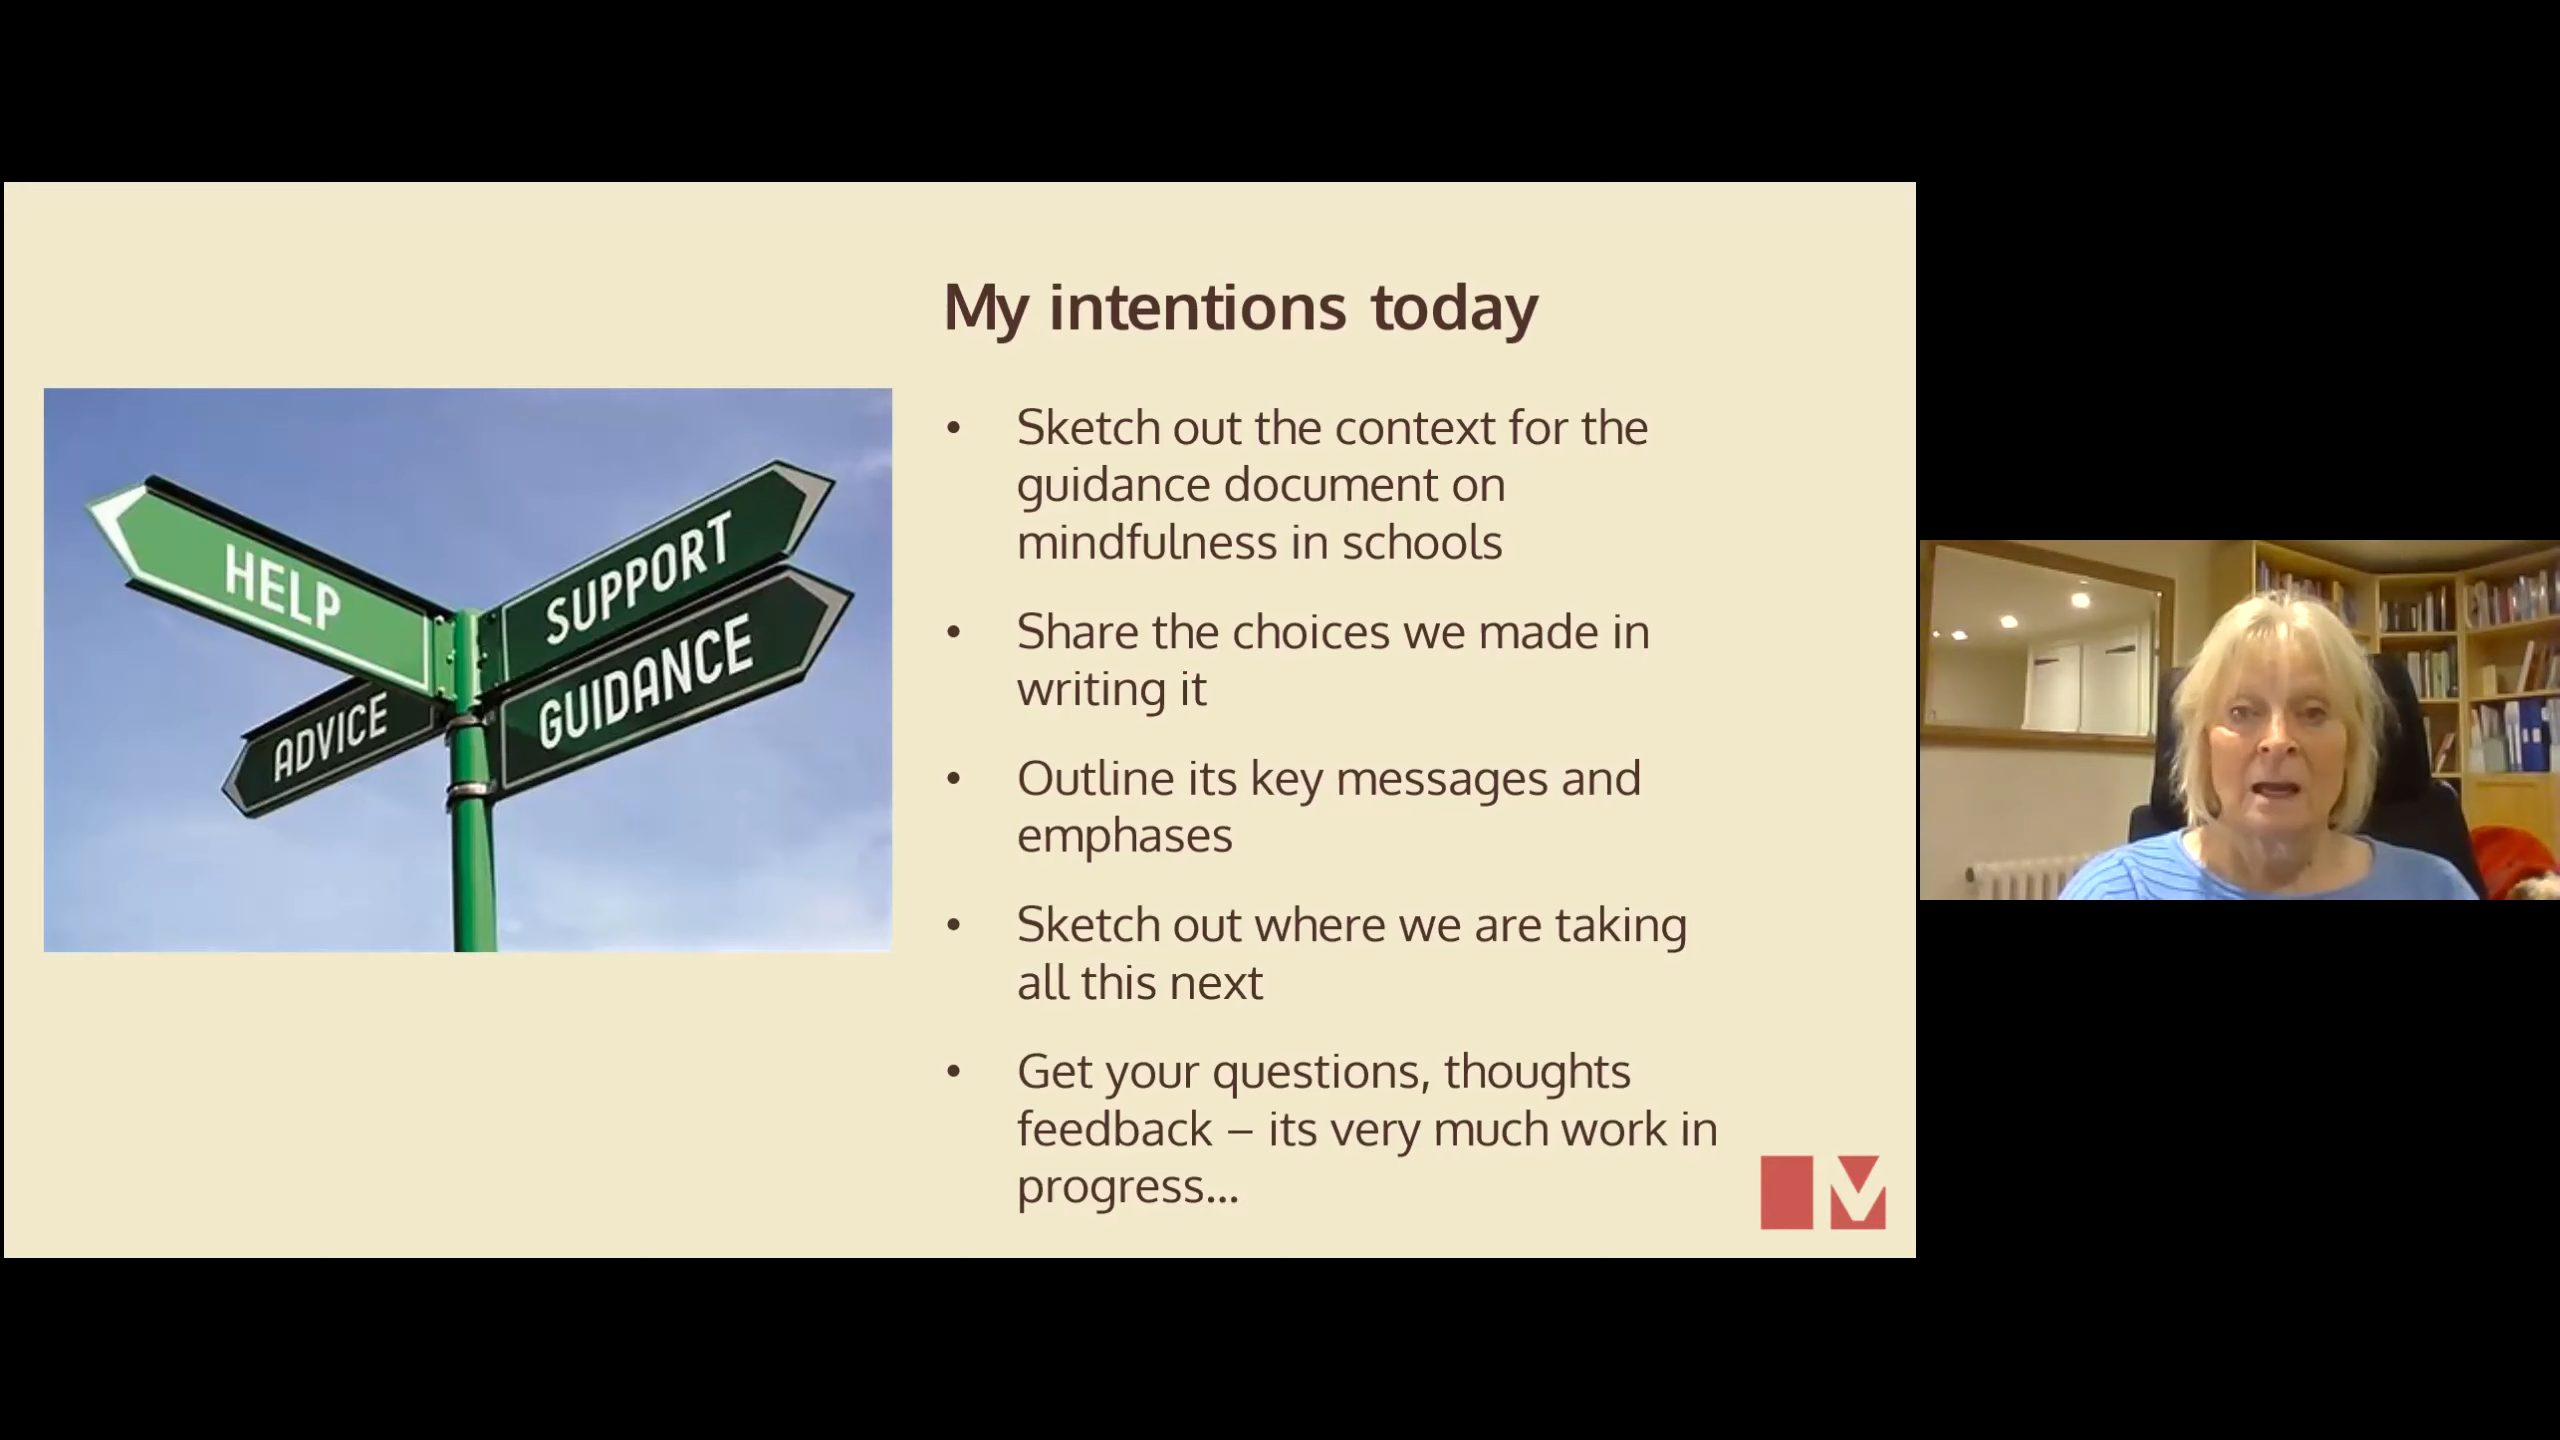 My intentions today
• Sketch out the context for the
guidance document on
mindfulness in schools
• Share the choices we made in
writing it
• Outline its key messages and
emphases
• Sketch out where we are taking
all this next
• Get your questions, thoughts
feedback – its very much work in
progress...
HELP
SUPPORT
ADVICE
GUIDANCE